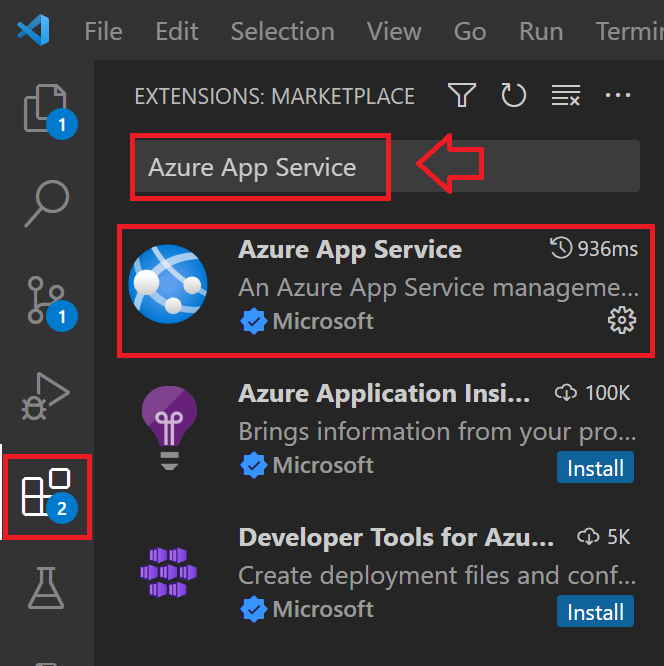 File Edit Selection View Go Run Termin
EXTENSIONS: MARKETPLACE
1
Azure App Service
Azure App Service 936ms
An Azure App Service manageme...
Microsoft
1
Azure Application Insi... 100K
Brings information from your pro...
Microsoft Install
2
Developer Tools for Azu... 5K
Create deployment files and conf...
Microsoft Install